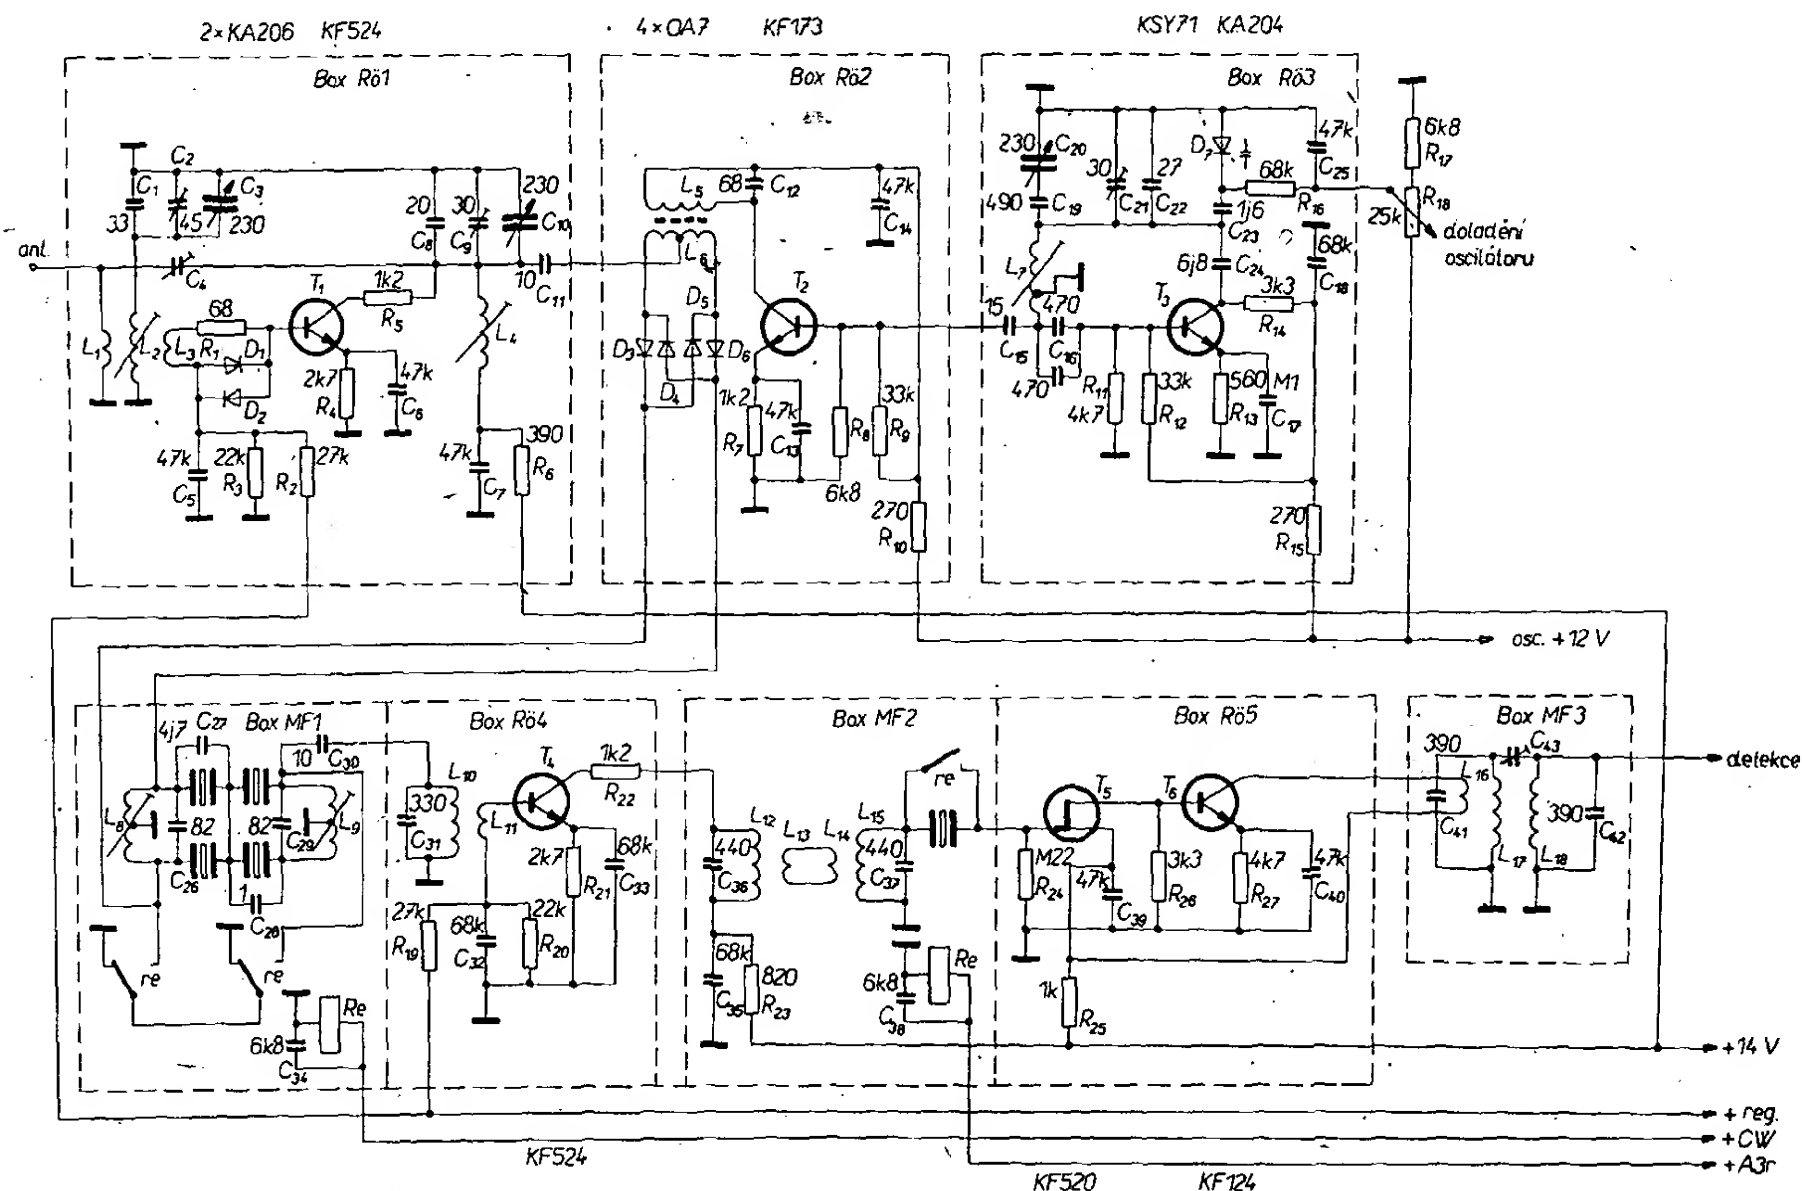 2×KA206 KF524
4×OA7 KF173
KSY71 KA204
Box Rö1
C₂
C₁
C₃
33
45
230
ant.
C₄
20
C₈
30
C₉
230
C₁₀
10
C₁₁
T₁
1k2
R₅
68
R₁
L₁
L₂
L₃
D₁
D₂
2k7
R₄
47k
C₆
L₄
47k
C₅
22k
R₃
27k
R₂
47k
C₇
390
R₆
Box Rö2
L₅
68
C₁₂
47k
C₁₄
L₆
D₅
T₂
D₃
D₆
D₄
1k2
R₇
47k
C₁₃
R₈
6k8
33k
R₉
270
R₁₀
Box Rö3
230
C₂₀
30
C₂₁
27
C₂₂
D₇
47k
C₂₅
68k
R₁₆
490
C₁₉
1j6
C₂₃
6j8
C₂₄
68k
C₁₈
L₇
15
C₁₅
470
C₁₆
470
T₃
3k3
R₁₄
R₁₁
4k7
33k
R₁₂
560
R₁₃
M1
C₁₇
270
R₁₅
6k8
R₁₇
R₁₈
25k
doladění
oscilátoru
osc. +12 V
Box MF1
4j7
C₂₇
10
C₃₀
L₈
82
82
C₂₉
L₉
C₂₆
1
C₂₈
re
re
Re
6k8
C₃₄
Box Rö4
T₄
1k2
R₂₂
L₁₀
330
C₃₁
L₁₁
2k7
R₂₁
68k
C₃₃
27k
R₁₉
68k
C₃₂
22k
R₂₀
Box MF2
re
L₁₂
L₁₃
L₁₄
L₁₅
440
C₃₆
440
C₃₇
68k
C₃₅
820
R₂₃
6k8
C₃₈
Re
Box Rö5
T₅
T₆
M22
R₂₄
47k
C₃₉
3k3
R₂₆
4k7
R₂₇
47k
C₄₀
1k
R₂₅
Box MF3
390
C₄₃
L₁₆
C₄₁
L₁₇
L₁₈
390
C₄₂
detekce
+14 V
+ reg.
+CW
+A3r
KF524
KF520
KF124